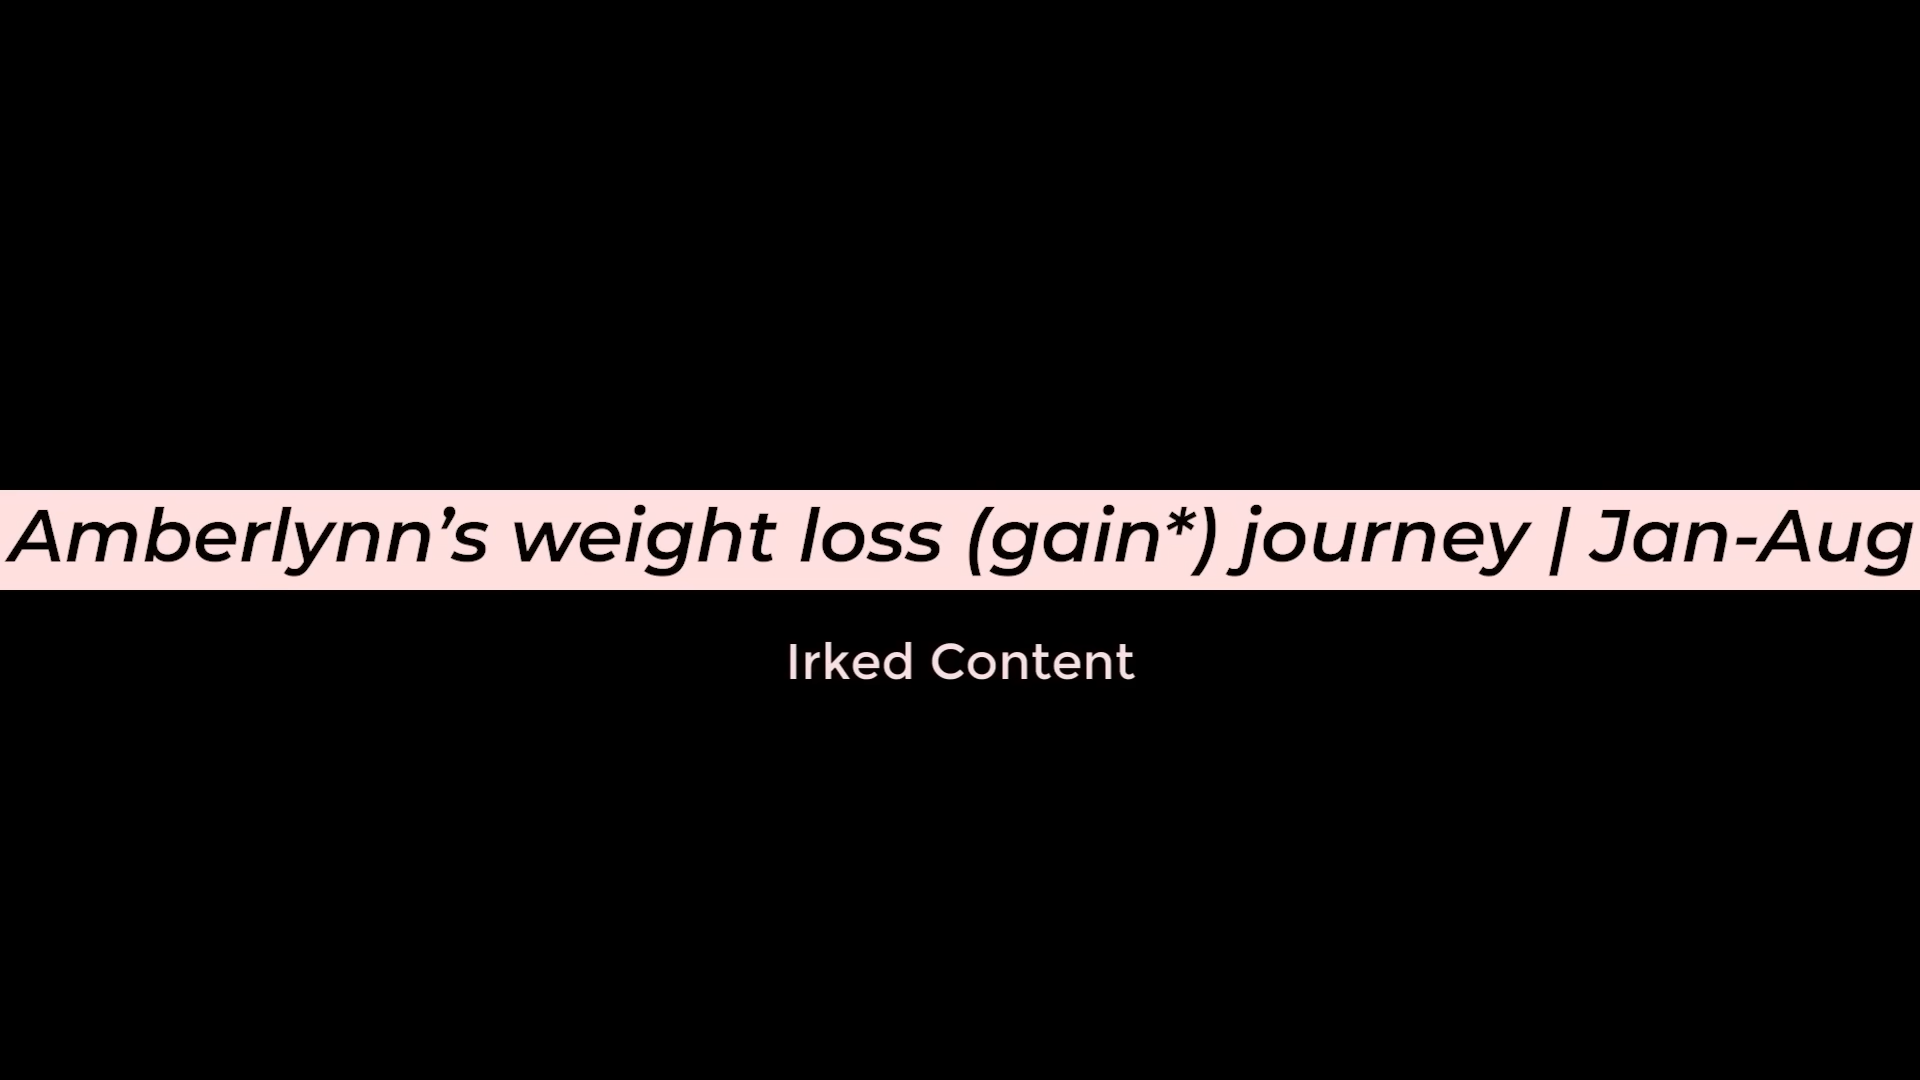 Amberlynn’s weight loss (gain*) journey | Jan-Aug
Irked Content